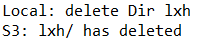 Local: delete Dir lxh
S3: lxh/ has deleted